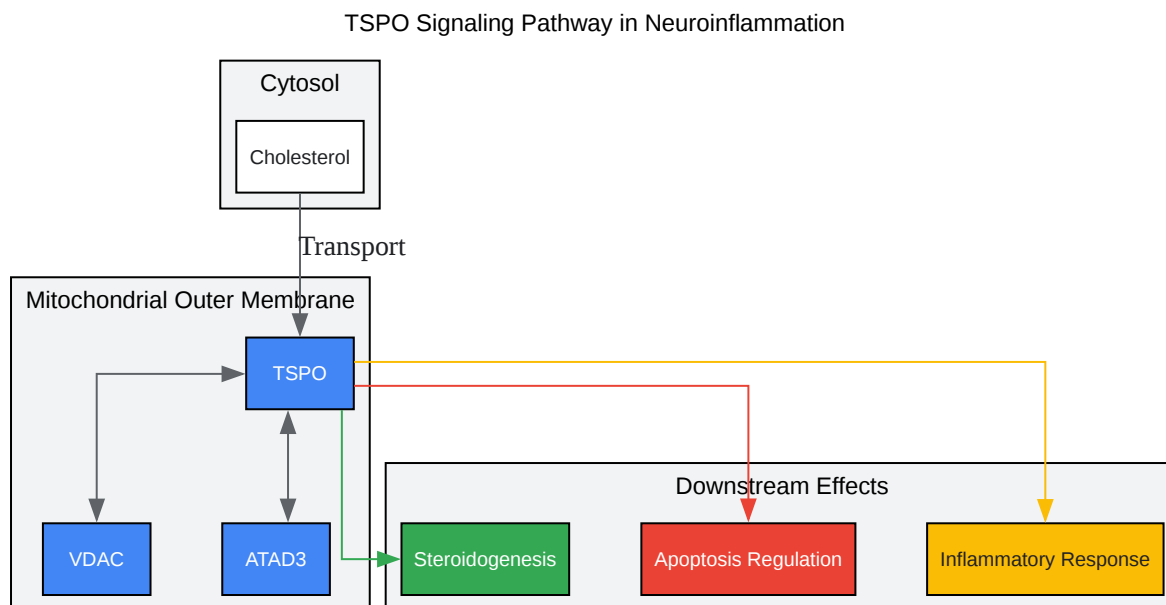 TSPO Signaling Pathway in Neuroinflammation
Cytosol
Cholesterol
Transport
Mitochondrial Outer Membrane
TSPO
Downstream Effects
VDAC
ATAD3
Steroidogenesis
Apoptosis Regulation
Inflammatory Response